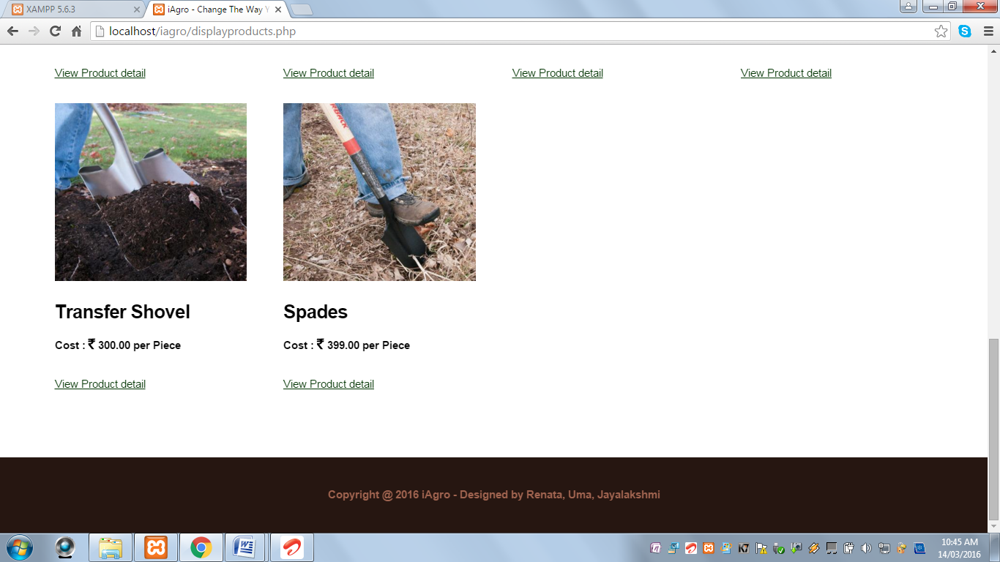 XAMPP 5.6.3
iAgro - Change The Way Y
localhost/iagro/displayproducts.php
View Product detail
View Product detail
View Product detail
View Product detail
Transfer Shovel
Spades
Cost : ₹ 300.00 per Piece
Cost : ₹ 399.00 per Piece
View Product detail
View Product detail
Copyright @ 2016 iAgro - Designed by Renata, Uma, Jayalakshmi
K7
10:45 AM
14/03/2016